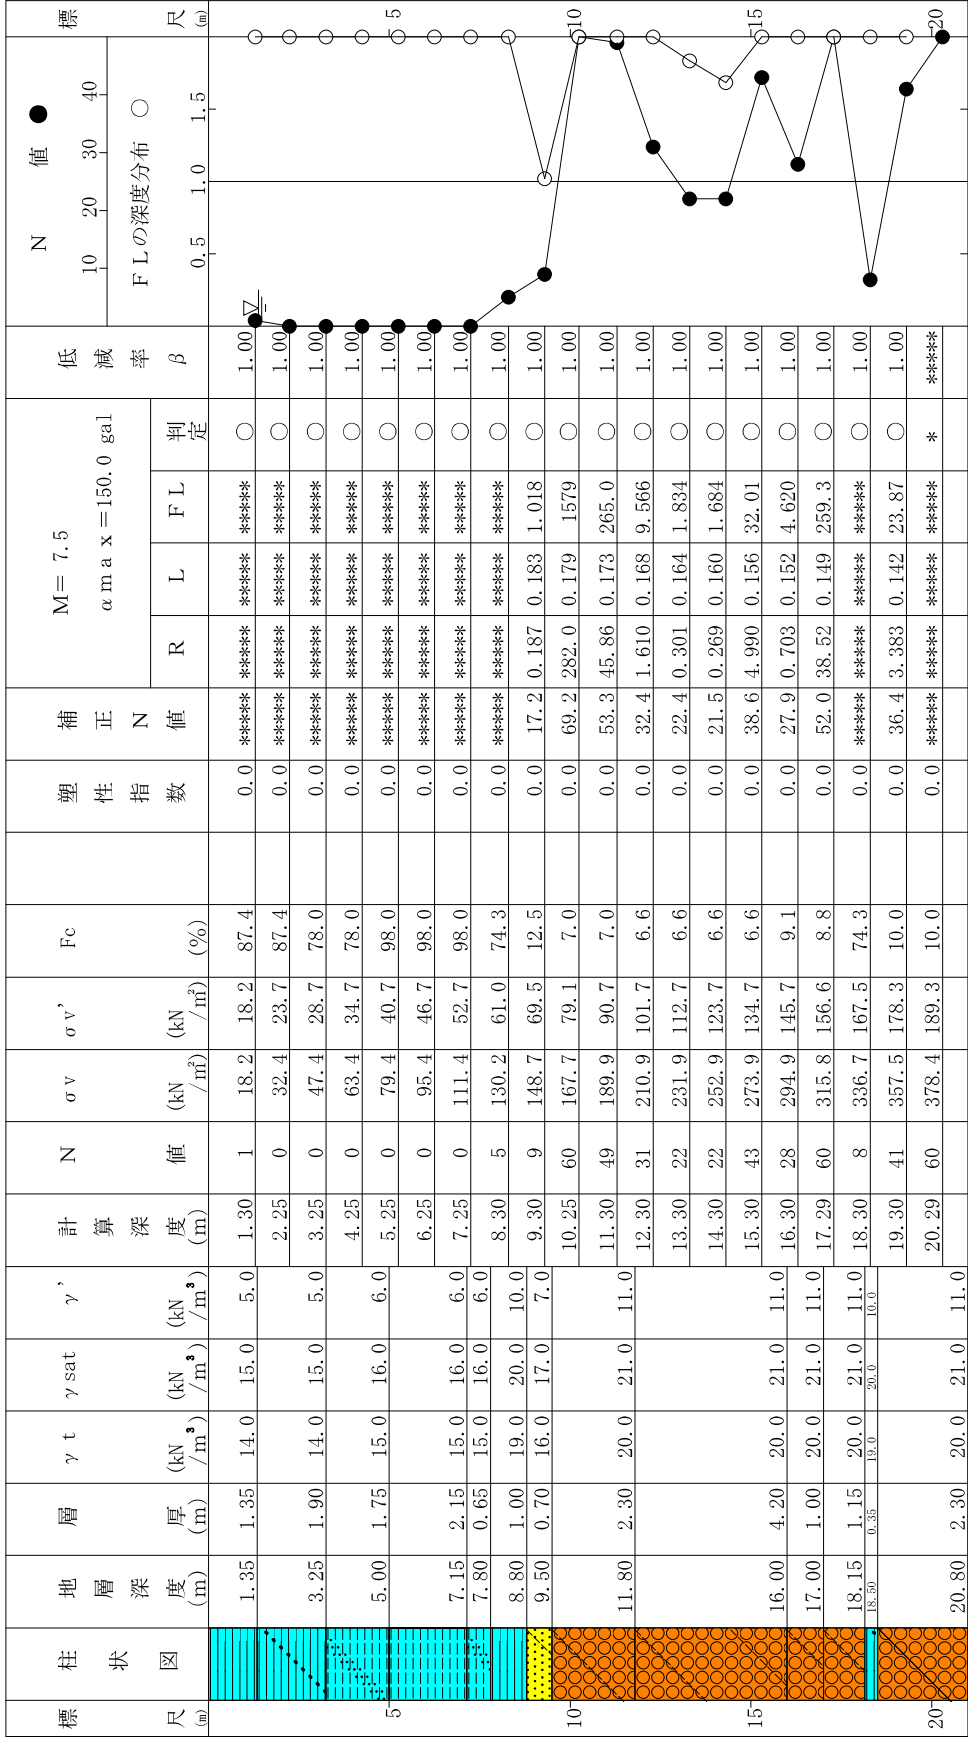 標尺(m) 柱状図 地層深度(m) 層厚(m) γt(kN/m³) γsat(kN/m³) γ'(kN/m³) 計算深度(m) N値 σv(kN/m²) σv'(kN/m²) Fc(%) 塑性指数 補正N値 R L FL 判定 低減率β 標尺(m)
M= 7.5
αmax=150.0 gal
N値 ●
10 20 30 40
FLの深度分布 ○
0.5 1.0 1.5
5
10
15
20
1.35 1.35 14.0 15.0 5.0
3.25 1.90 14.0 15.0 5.0
5.00 1.75 15.0 16.0 6.0
7.15 2.15 15.0 16.0 6.0
7.80 0.65 15.0 16.0 6.0
8.80 1.00 19.0 20.0 10.0
9.50 0.70 16.0 17.0 7.0
11.80 2.30 20.0 21.0 11.0
16.00 4.20 20.0 21.0 11.0
17.00 1.00 20.0 21.0 11.0
18.15 1.15 20.0 21.0 11.0
18.50 0.35 19.0 20.0 10.0
20.80 2.30 20.0 21.0 11.0
1.30 1 18.2 18.2 87.4 0.0 ***** ***** ***** ***** ○ 1.00
2.25 0 32.4 23.7 87.4 0.0 ***** ***** ***** ***** ○ 1.00
3.25 0 47.4 28.7 78.0 0.0 ***** ***** ***** ***** ○ 1.00
4.25 0 63.4 34.7 78.0 0.0 ***** ***** ***** ***** ○ 1.00
5.25 0 79.4 40.7 98.0 0.0 ***** ***** ***** ***** ○ 1.00
6.25 0 95.4 46.7 98.0 0.0 ***** ***** ***** ***** ○ 1.00
7.25 0 111.4 52.7 98.0 0.0 ***** ***** ***** ***** ○ 1.00
8.30 5 130.2 61.0 74.3 0.0 ***** ***** ***** ***** ○ 1.00
9.30 9 148.7 69.5 12.5 0.0 17.2 0.187 0.183 1.018 ○ 1.00
10.25 60 167.7 79.1 7.0 0.0 69.2 282.0 0.179 1579 ○ 1.00
11.30 49 189.9 90.7 7.0 0.0 53.3 45.86 0.173 265.0 ○ 1.00
12.30 31 210.9 101.7 6.6 0.0 32.4 1.610 0.168 9.566 ○ 1.00
13.30 22 231.9 112.7 6.6 0.0 22.4 0.301 0.164 1.834 ○ 1.00
14.30 22 252.9 123.7 6.6 0.0 21.5 0.269 0.160 1.684 ○ 1.00
15.30 43 273.9 134.7 6.6 0.0 38.6 4.990 0.156 32.01 ○ 1.00
16.30 28 294.9 145.7 9.1 0.0 27.9 0.703 0.152 4.620 ○ 1.00
17.29 60 315.8 156.6 8.8 0.0 52.0 38.52 0.149 259.3 ○ 1.00
18.30 8 336.7 167.5 74.3 0.0 ***** ***** ***** ***** ○ 1.00
19.30 41 357.5 178.3 10.0 0.0 36.4 3.383 0.142 23.87 ○ 1.00
20.29 60 378.4 189.3 10.0 0.0 ***** ***** ***** ***** * *****
5
10
15
20